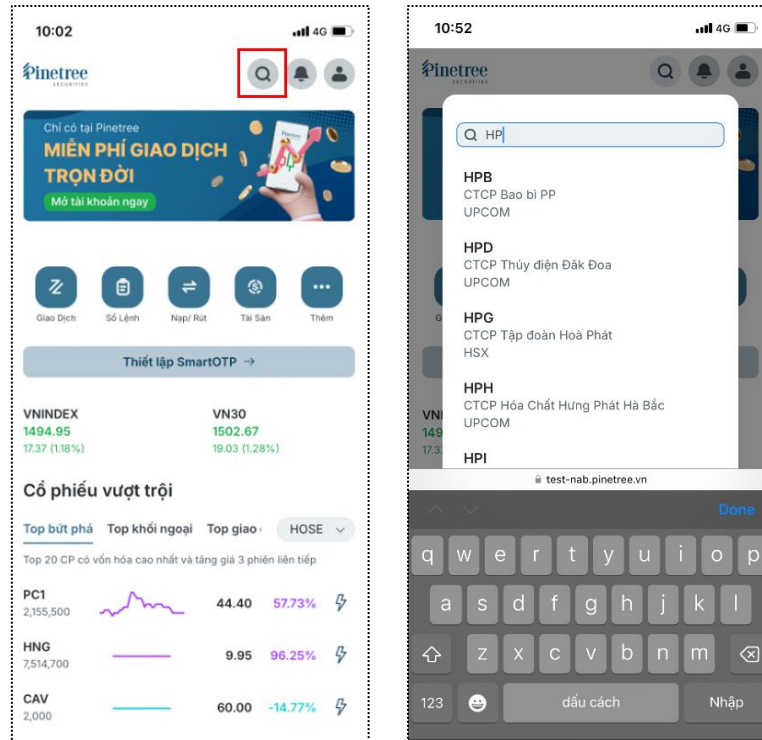 10:02
4G
Pinetree
SECURITIES
Chỉ có tại Pinetree
MIỄN PHÍ GIAO DỊCH
TRỌN ĐỜI
Mở tài khoản ngay
Giao Dịch
Sổ Lệnh
Nạp/ Rút
Tài Sản
Thêm
Thiết lập SmartOTP →
VNINDEX
1494.95
17.37 (1.18%)
VN30
1502.67
19.03 (1.28%)
Cổ phiếu vượt trội
Top bứt phá Top khối ngoại Top giao HOSE
Top 20 CP có vốn hóa cao nhất và tăng giá 3 phiên liên tiếp
PC1
2,155,500
44.40 57.73%
HNG
7,514,700
9.95 96.25%
CAV
2,000
60.00 -14.77%
10:52
4G
Pinetree
SECURITIES
HP
HPB
CTCP Bao bì PP
UPCOM
HPD
CTCP Thủy điện Đăk Đoa
UPCOM
HPG
CTCP Tập đoàn Hoà Phát
HSX
HPH
CTCP Hóa Chất Hưng Phát Hà Bắc
UPCOM
HPI
G
VNI
149
17.3
test-nab.pinetree.vn
Done
q w e r t y u i o p
a s d f g h j k l
z x c v b n m
123 dấu cách Nhập